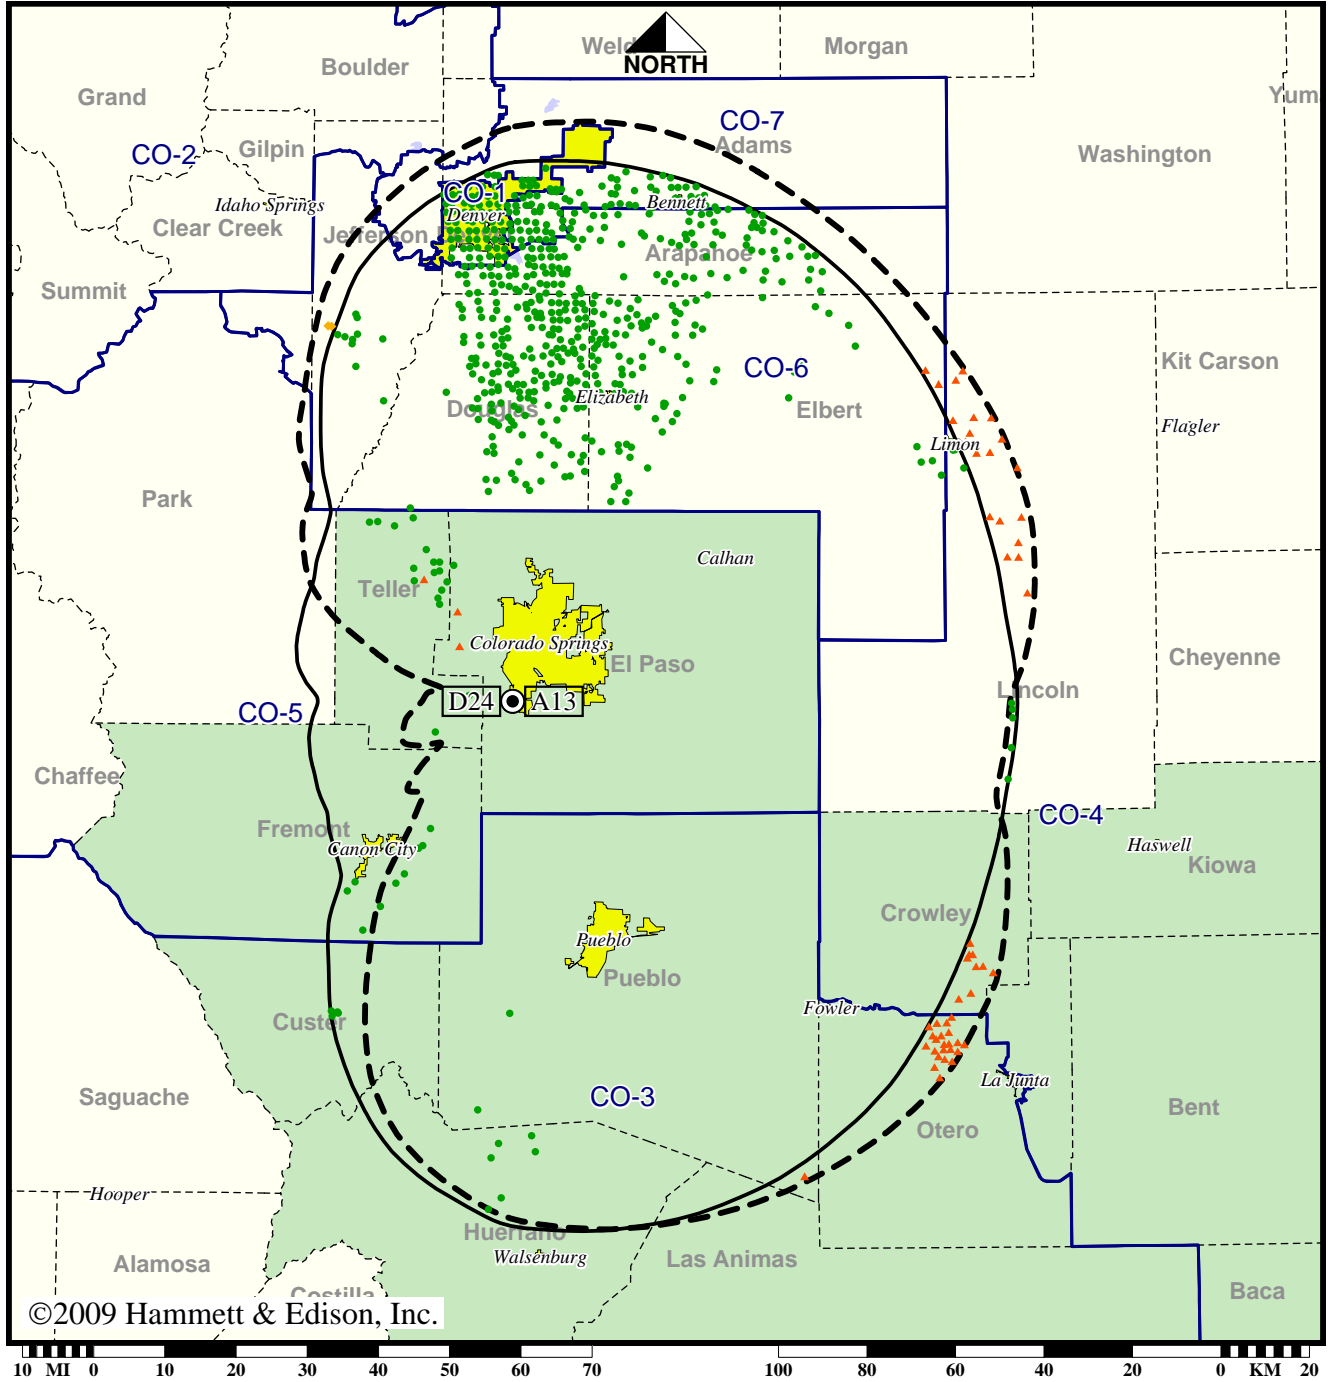 Weld
Morgan
NORTH
Boulder
Grand
Yum
CO-7
Adams
CO-2
Gilpin
Washington
CO-1
Idaho Springs
Bennett
Denver
Clear Creek
Jefferson
Arapahoe
Summit
CO-6
Kit Carson
Elizabeth
Douglas
Elbert
Flagler
Limon
Park
Calhan
Teller
Colorado Springs
El Paso
Cheyenne
Lincoln
D24
A13
CO-5
Chaffee
CO-4
Fremont
Canon City
Haswell
Kiowa
Crowley
Pueblo
Pueblo
Fowler
Custer
La Junta
CO-3
Saguache
Bent
Otero
Hooper
Huerfano
Walsenburg
Las Animas
Alamosa
Costilla
Baca
©2009 Hammett & Edison, Inc.
10 MI 0 10 20 30 40 50 60 70 100 80 60 40 20 0 KM 20